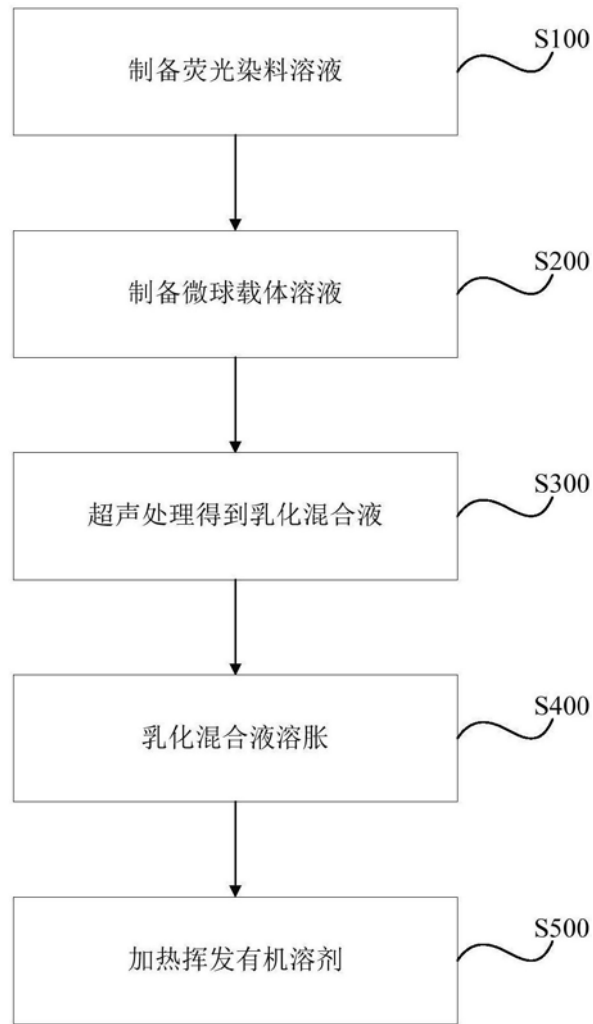 制备荧光染料溶液
S100
制备微球载体溶液
S200
超声处理得到乳化混合液
S300
乳化混合液溶胀
S400
加热挥发有机溶剂
S500